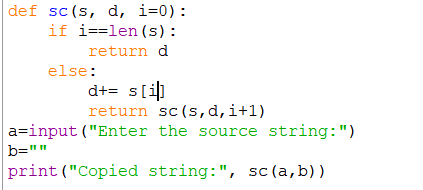 def sc(s, d, i=0):
    if i==len(s):
        return d
    else:
        d+= s[i]
        return sc(s,d,i+1)
a=input("Enter the source string:")
b=""
print("Copied string:", sc(a,b))